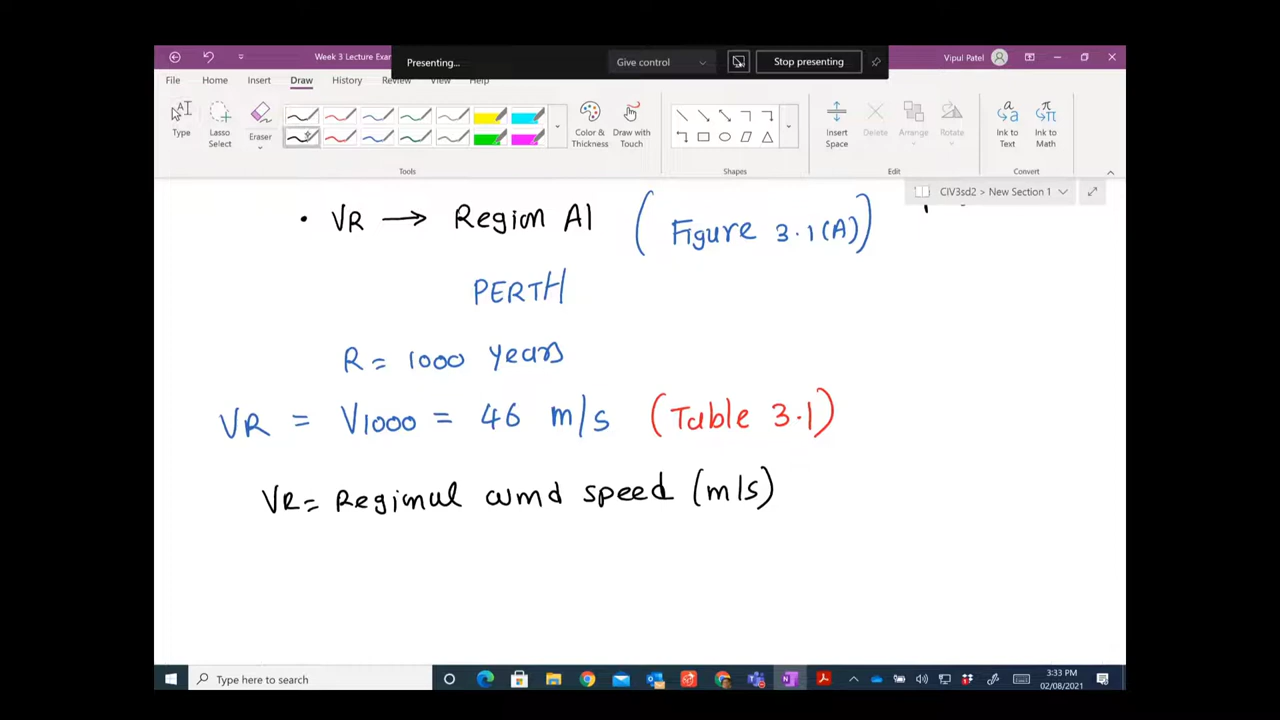 Week 3 Lecture Exam
Presenting...
Give control
Stop presenting
Vipul Patel
File Home Insert Draw History Review View Help
Type
Lasso Select
Eraser
Color & Thickness
Draw with Touch
Insert Space
Delete
Arrange
Rotate
Ink to Text
Ink to Math
Tools
Shapes
Edit
Convert
CIV3sd2 > New Section 1
• VR → Region A1 (Figure 3.1(A))
PERTH
R = 1000 years
VR = V1000 = 46 m/s (Table 3.1)
VR = Regional wind speed (m/s)
Type here to search
3:33 PM
02/08/2021